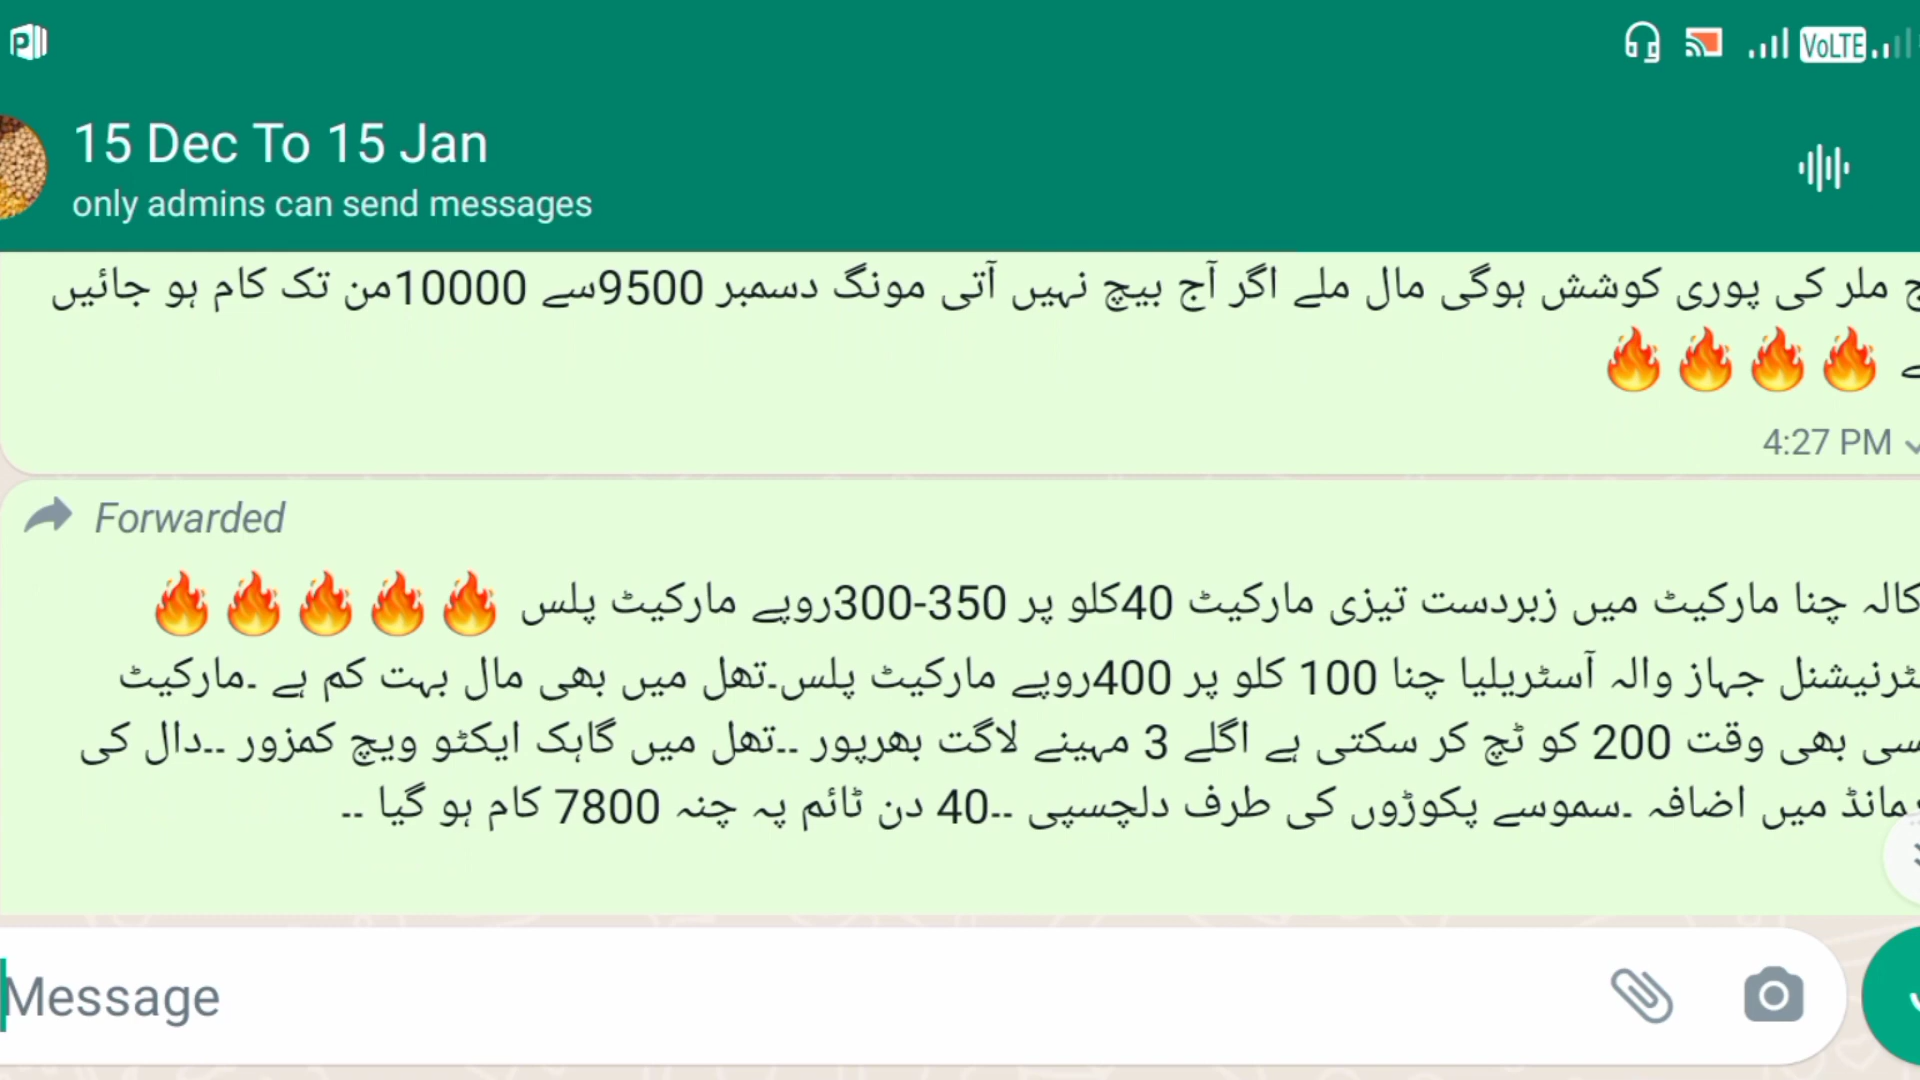 VoLTE
15 Dec To 15 Jan
only admins can send messages
ملر کی پوری کوشش ہوگی مال ملے اگر آج بیچ نہیں آتی مونگ دسمبر 9500سے 10000من تک کام ہو جائیں
🔥🔥🔥🔥
4:27 PM
Forwarded
کالہ چنا مارکیٹ میں زبردست تیزی مارکیٹ 40کلو پر 350-300روپے مارکیٹ پلس 🔥🔥🔥🔥🔥
جہاز والہ آسٹریلیا چنا 100 کلو پر 400روپے مارکیٹ پلس۔تھل میں بھی مال بہت کم ہے ۔مارکیٹ
بھی وقت 200 کو ٹچ کر سکتی ہے اگلے 3 مہینے لاگت بھرپور ۔۔تھل میں گاہک ایکٹو ویچ کمزور ۔۔دال کی
میں اضافہ ۔سموسے پکوڑوں کی طرف دلچسپی ۔۔40 دن ٹائم پہ چنہ 7800 کام ہو گیا ۔۔
Message